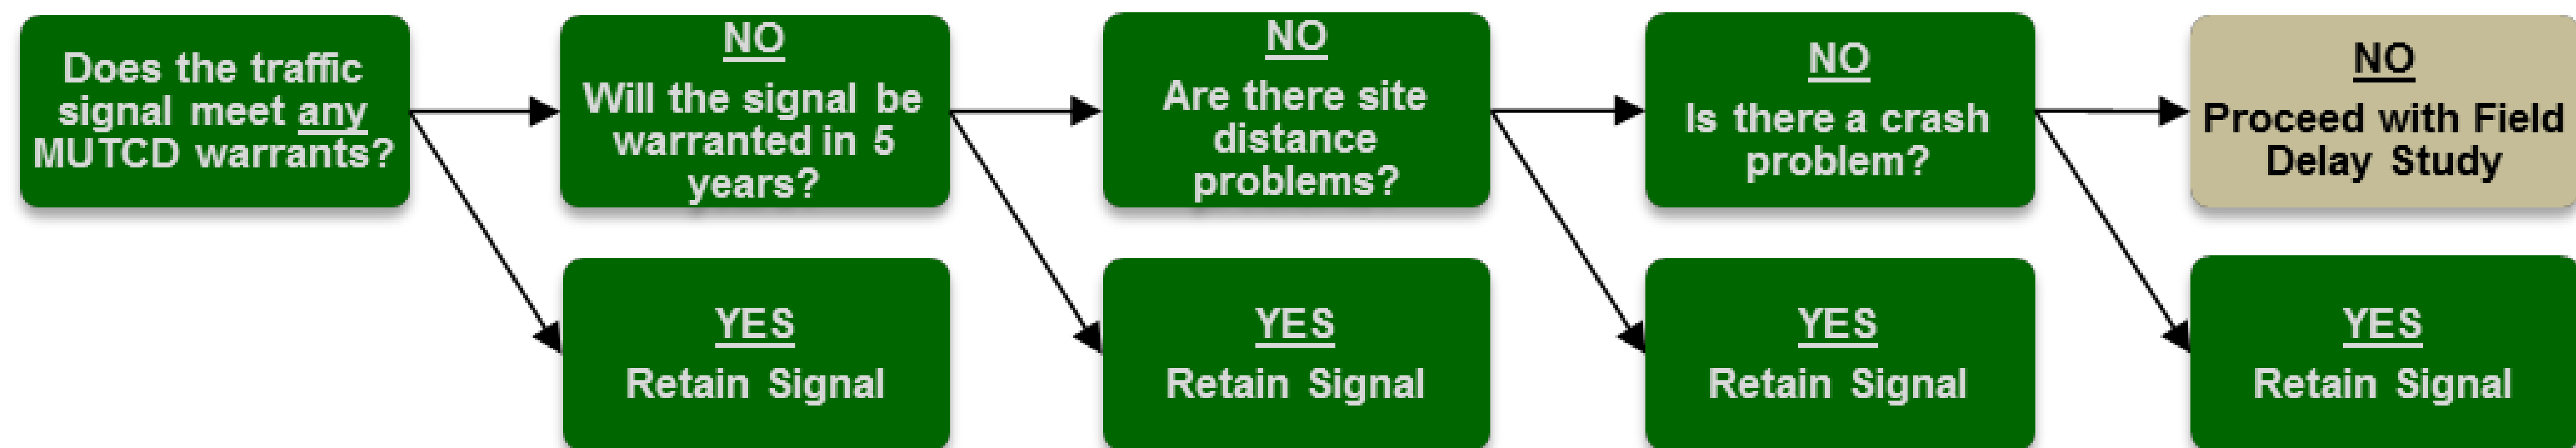 Does the traffic
signal meet any
MUTCD warrants?
NO
Will the signal be
warranted in 5
years?
NO
Are there site
distance
problems?
NO
Is there a crash
problem?
NO
Proceed with Field
Delay Study
YES
Retain Signal
YES
Retain Signal
YES
Retain Signal
YES
Retain Signal